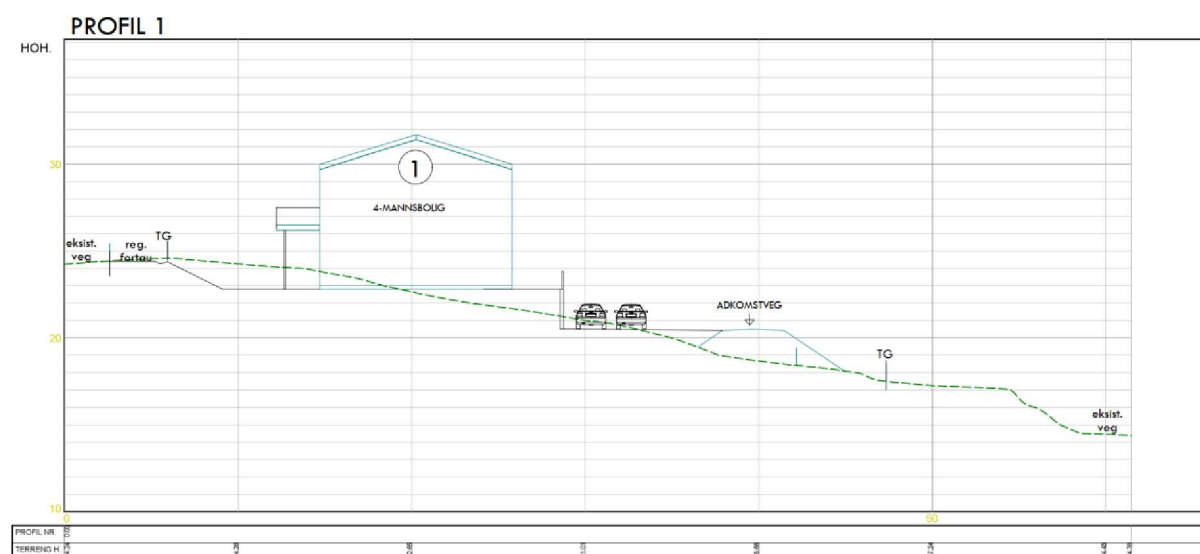 PROFIL 1
HOH.
30
1
4-MANNSBOLIG
eksist.
veg
reg.
fortau
TG
ADKOMSTVEG
20
TG
eksist.
veg
10
0
50
PROFIL NR.
TERRENG H.